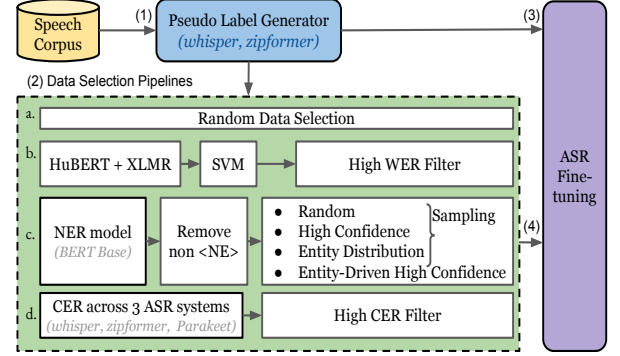 Speech
Corpus
(1)
Pseudo Label Generator
(whisper, zipformer)
(3)
(2) Data Selection Pipelines
a.
Random Data Selection
b.
HuBERT + XLMR
SVM
High WER Filter
c.
NER model
(BERT Base)
Remove
non <NE>
● Random
● High Confidence
● Entity Distribution
● Entity-Driven High Confidence
Sampling
d.
CER across 3 ASR systems
(whisper, zipformer, Parakeet)
High CER Filter
(4)
ASR
Fine-
tuning